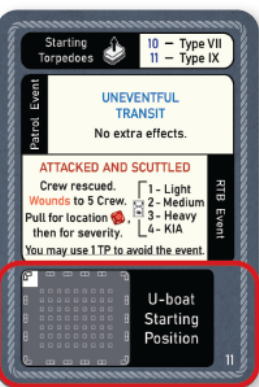 Starting
Torpedoes
10 – Type VII
11 – Type IX
Patrol Event
UNEVENTFUL
TRANSIT
No extra effects.
ATTACKED AND SCUTTLED
Crew rescued.
Wounds to 5 Crew.
Pull for location ,
then for severity.
1 - Light
2 - Medium
3 - Heavy
4 - KIA
You may use 1 TP to avoid the event.
RTB Event
U-boat
Starting
Position
11